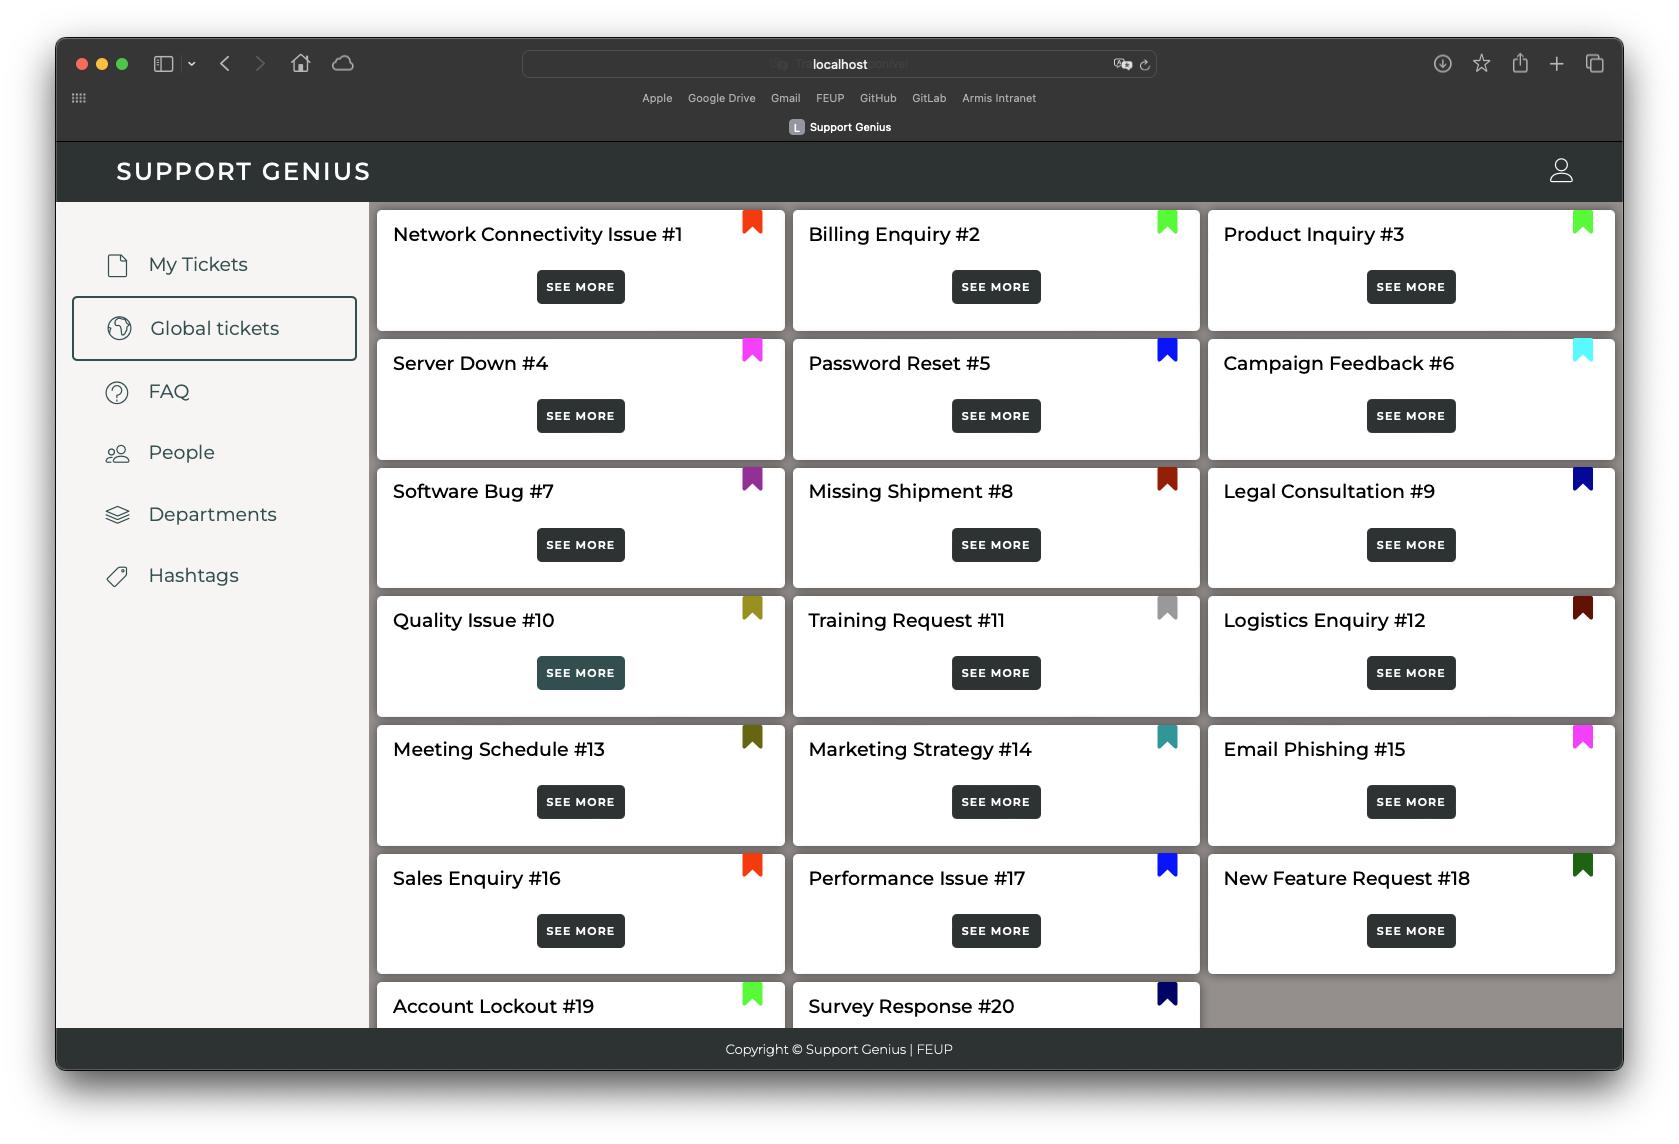 localhost
Apple Google Drive Gmail FEUP GitHub GitLab Armis Intranet
L Support Genius
SUPPORT GENIUS
My Tickets
Global tickets
FAQ
People
Departments
Hashtags
Network Connectivity Issue #1
SEE MORE
Billing Enquiry #2
SEE MORE
Product Inquiry #3
SEE MORE
Server Down #4
SEE MORE
Password Reset #5
SEE MORE
Campaign Feedback #6
SEE MORE
Software Bug #7
SEE MORE
Missing Shipment #8
SEE MORE
Legal Consultation #9
SEE MORE
Quality Issue #10
SEE MORE
Training Request #11
SEE MORE
Logistics Enquiry #12
SEE MORE
Meeting Schedule #13
SEE MORE
Marketing Strategy #14
SEE MORE
Email Phishing #15
SEE MORE
Sales Enquiry #16
SEE MORE
Performance Issue #17
SEE MORE
New Feature Request #18
SEE MORE
Account Lockout #19
Survey Response #20
Copyright © Support Genius | FEUP